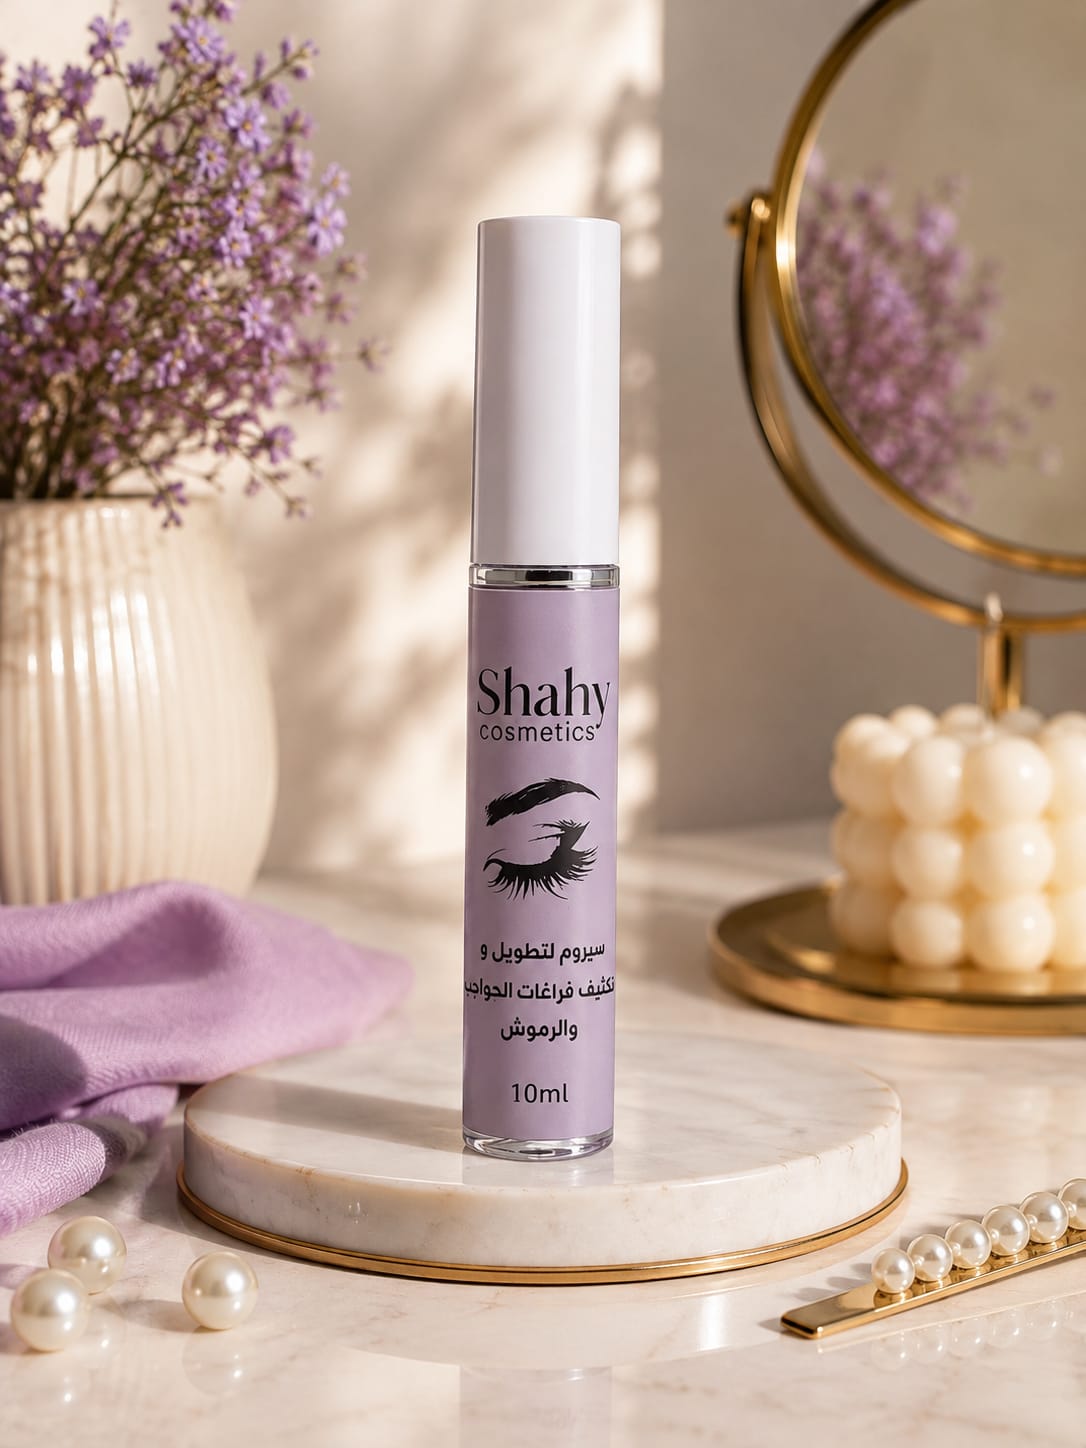 Shahy
cosmetics
سيروم لتطويل و
تكثيف فراغات الحواجب
والرموش
10ml